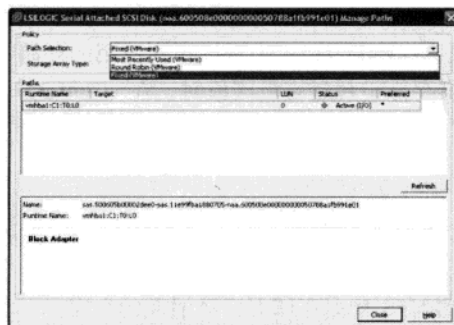 LSILOGIC Serial Attached SCSI Disk (naa.600508e00000000050788a1fb991e01) Manage Paths
Policy
Path Selection:
Fixed (VMware)
Storage Array Type:
Most Recently Used (VMware)
Round Robin (VMware)
Fixed (VMware)
Paths
Runtime Name Target LUN Status Preferred
vmhba1:C1:T0:L0 0 Active (I/O) *
Refresh
Name:
Runtime Name: vmhba1:C1:T0:L0
Block Adapter
Close Help